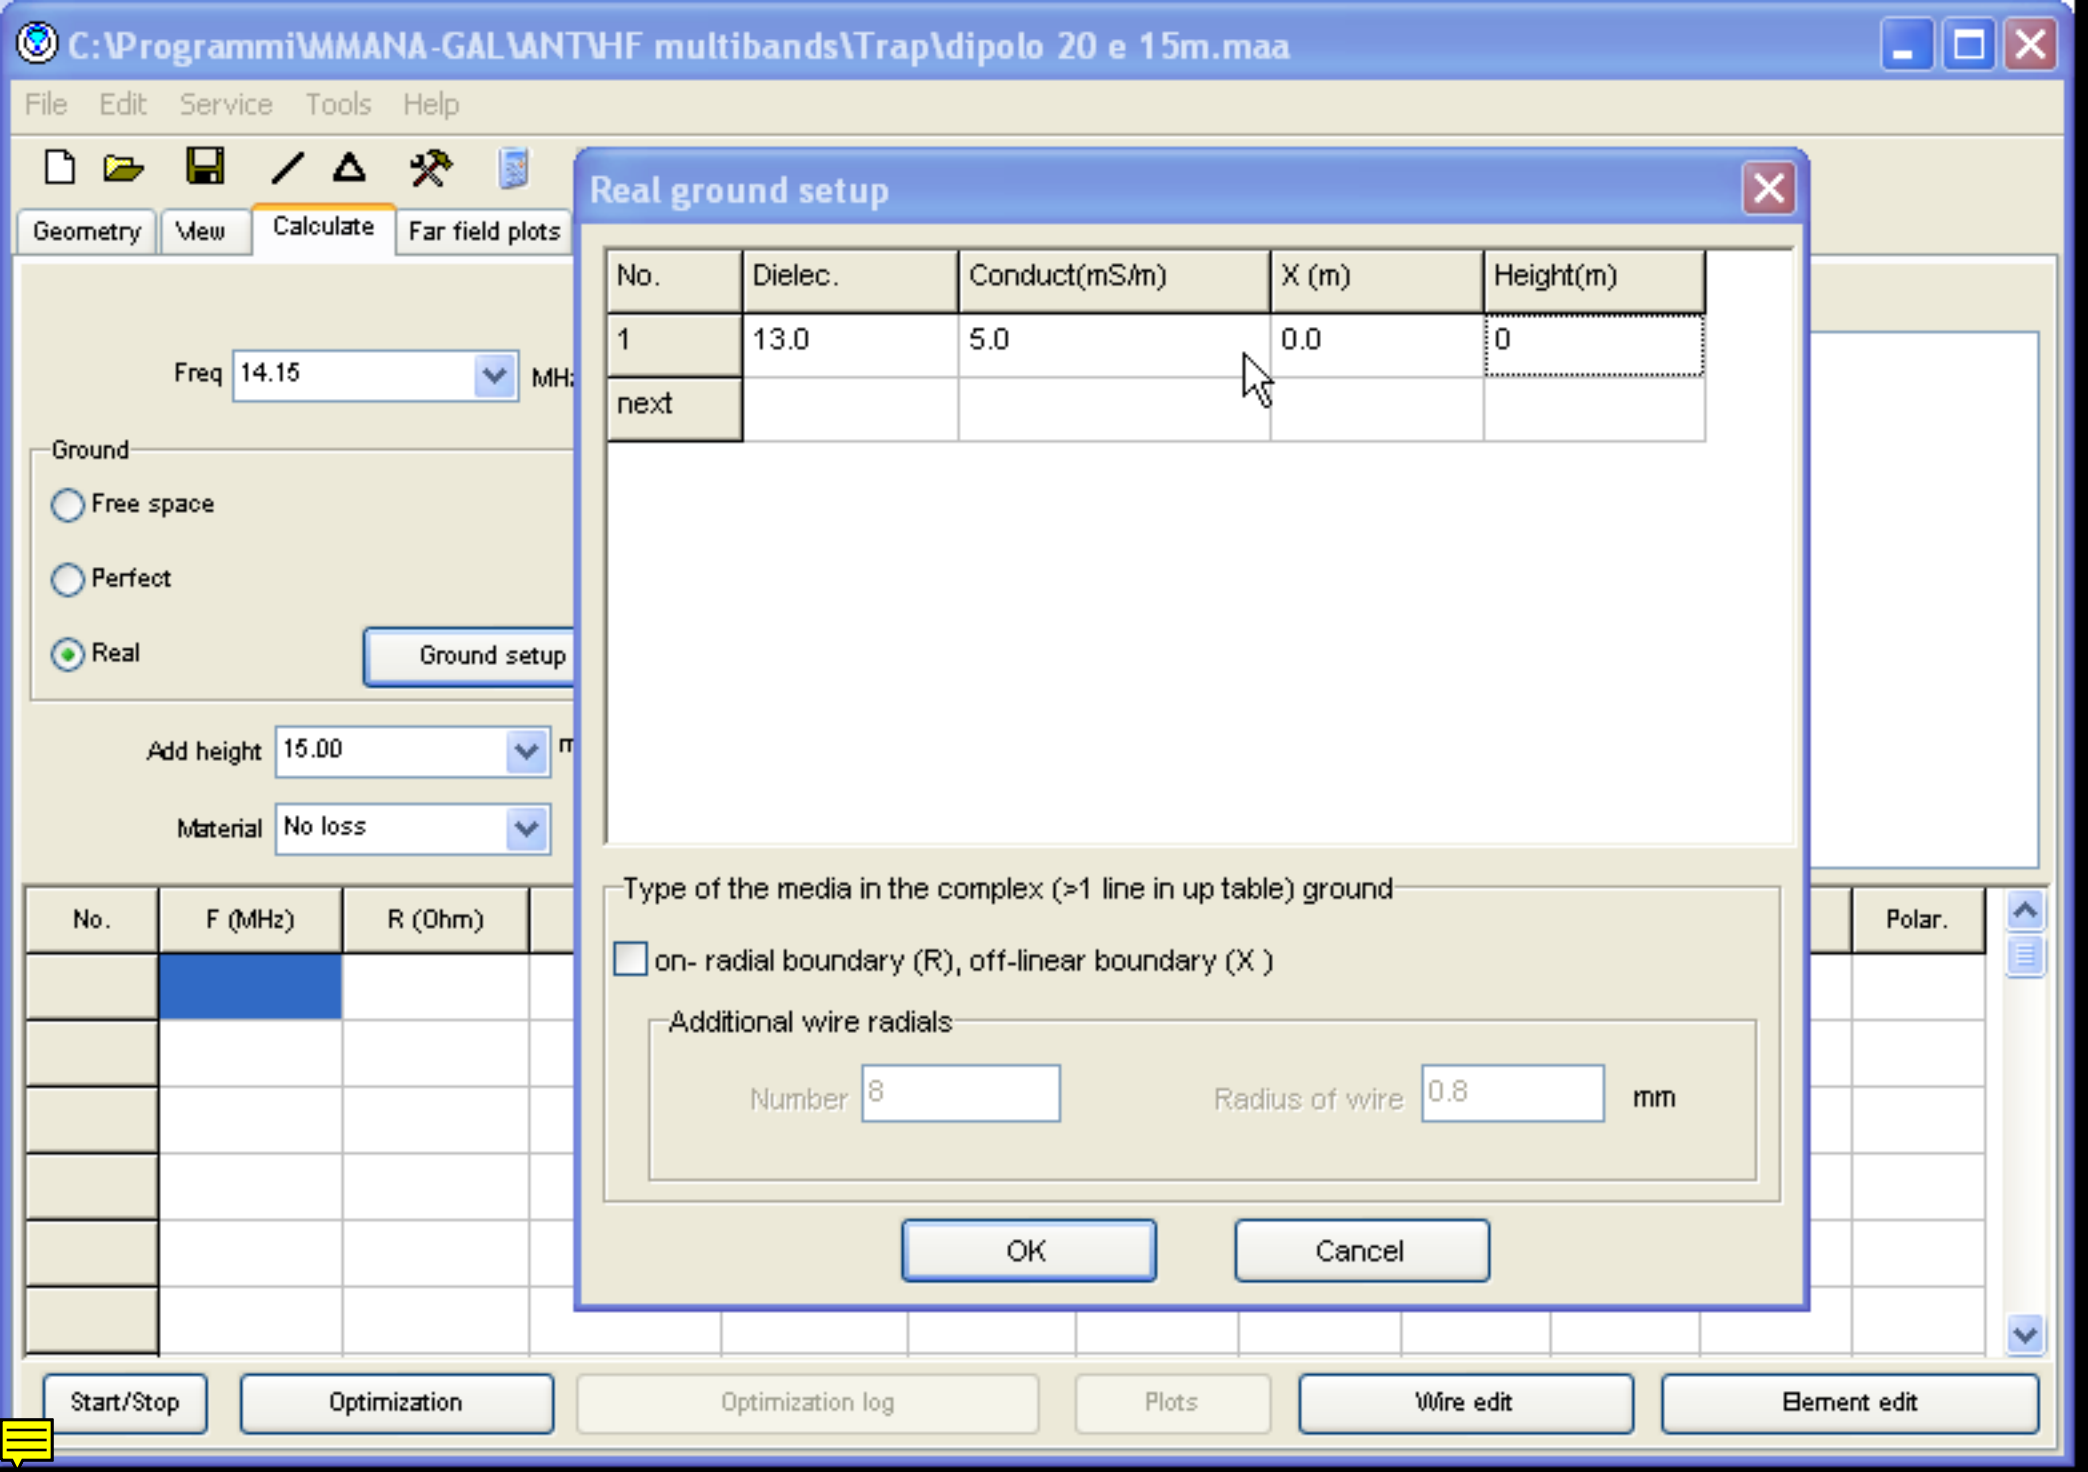 C:\Programmi\MMANA-GAL\ANT\HF multibands\Trap\dipolo 20 e 15m.maa
File Edit Service Tools Help
Geometry View Calculate Far field plots
Freq 14.15
Ground
Free space
Perfect
Real Ground setup
Add height 15.00
Material No loss
Real ground setup
No. Dielec. Conduct(mS/m) X (m) Height(m)
1 13.0 5.0 0.0 0
next
Type of the media in the complex (>1 line in up table) ground
on- radial boundary (R), off-linear boundary (X )
Additional wire radials
Number 8 Radius of wire 0.8 mm
OK Cancel
No. F (MHz) R (Ohm) Polar.
Start/Stop Optimization Optimization log Plots Wire edit Element edit